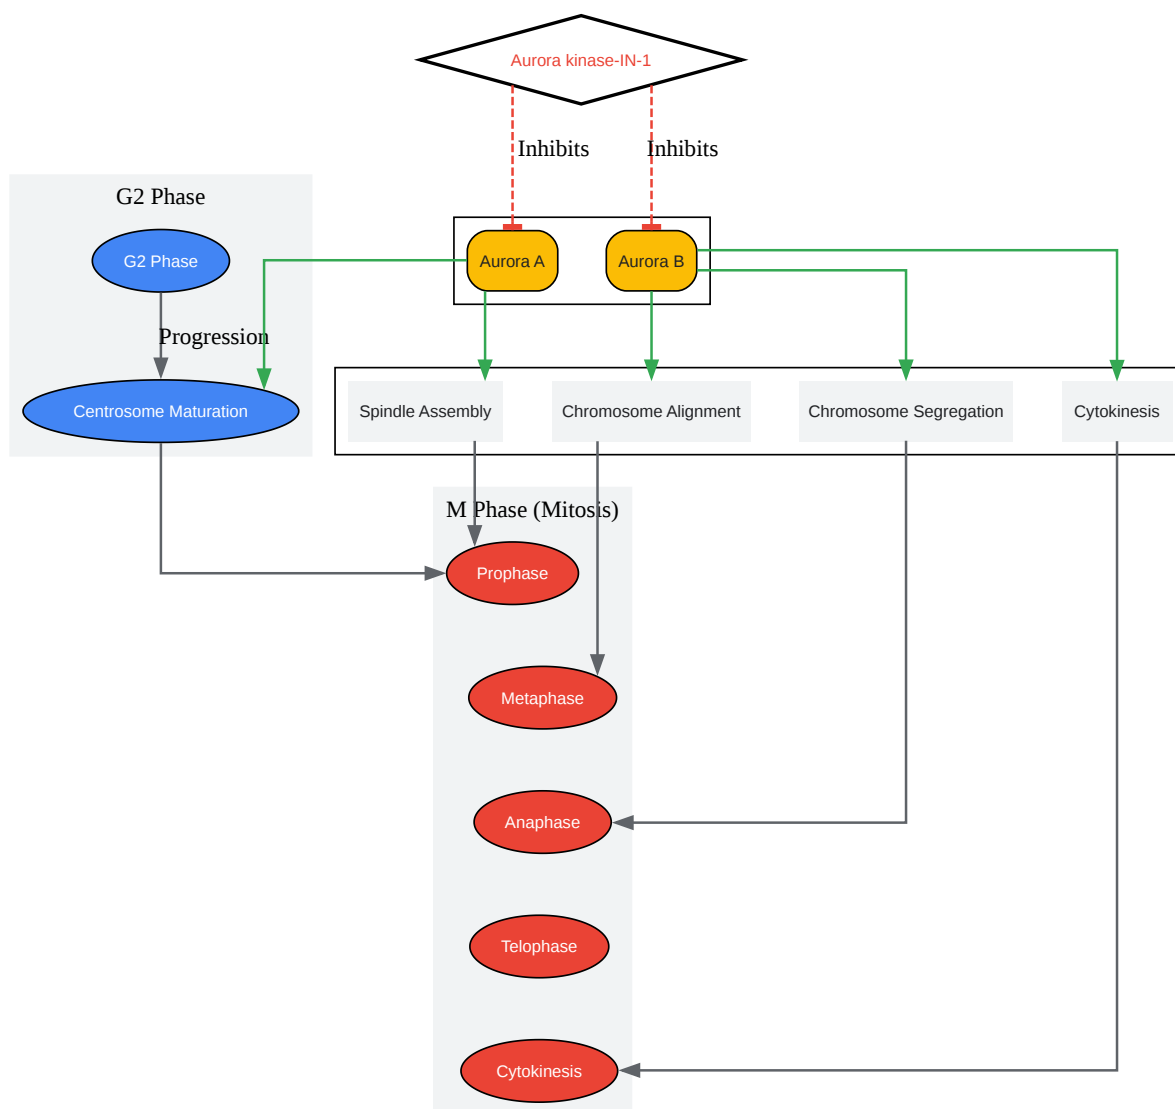 Aurora kinase-IN-1
Inhibits
Inhibits
G2 Phase
G2 Phase
Aurora A
Aurora B
Progression
Centrosome Maturation
Spindle Assembly
Chromosome Alignment
Chromosome Segregation
Cytokinesis
M Phase (Mitosis)
Prophase
Metaphase
Anaphase
Telophase
Cytokinesis